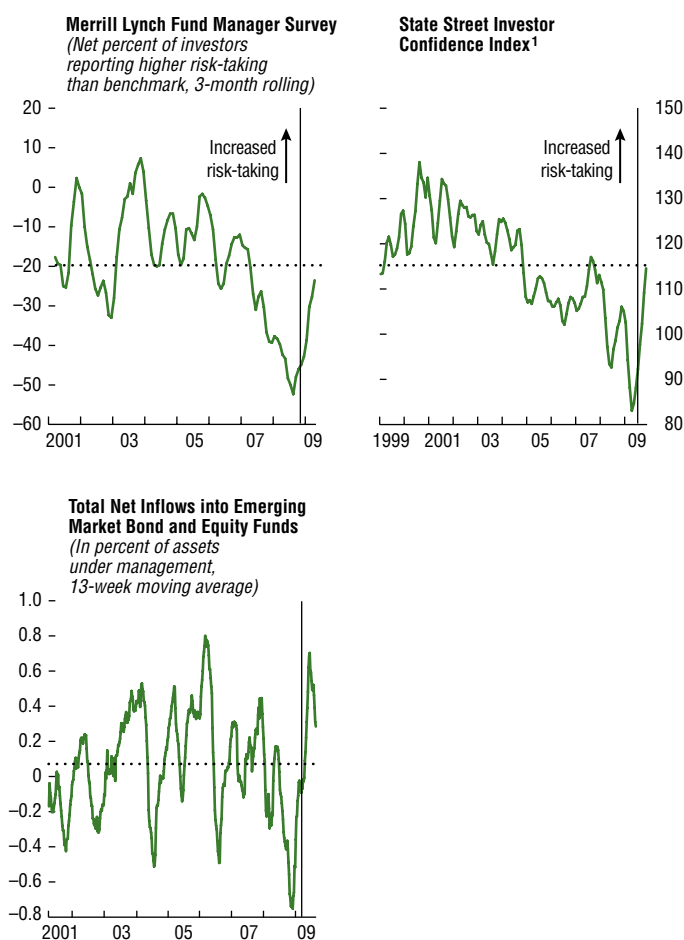 Merrill Lynch Fund Manager Survey
(Net percent of investors
reporting higher risk-taking
than benchmark, 3-month rolling)
20
10
0
–10
–20
–30
–40
–50
–60
Increased
risk-taking
2001 03 05 07 09
State Street Investor
Confidence Index¹
150
140
130
120
110
100
90
80
Increased
risk-taking
1999 2001 03 05 07 09
Total Net Inflows into Emerging
Market Bond and Equity Funds
(In percent of assets
under management,
13-week moving average)
1.0
0.8
0.6
0.4
0.2
0
–0.2
–0.4
–0.6
–0.8
2001 03 05 07 09